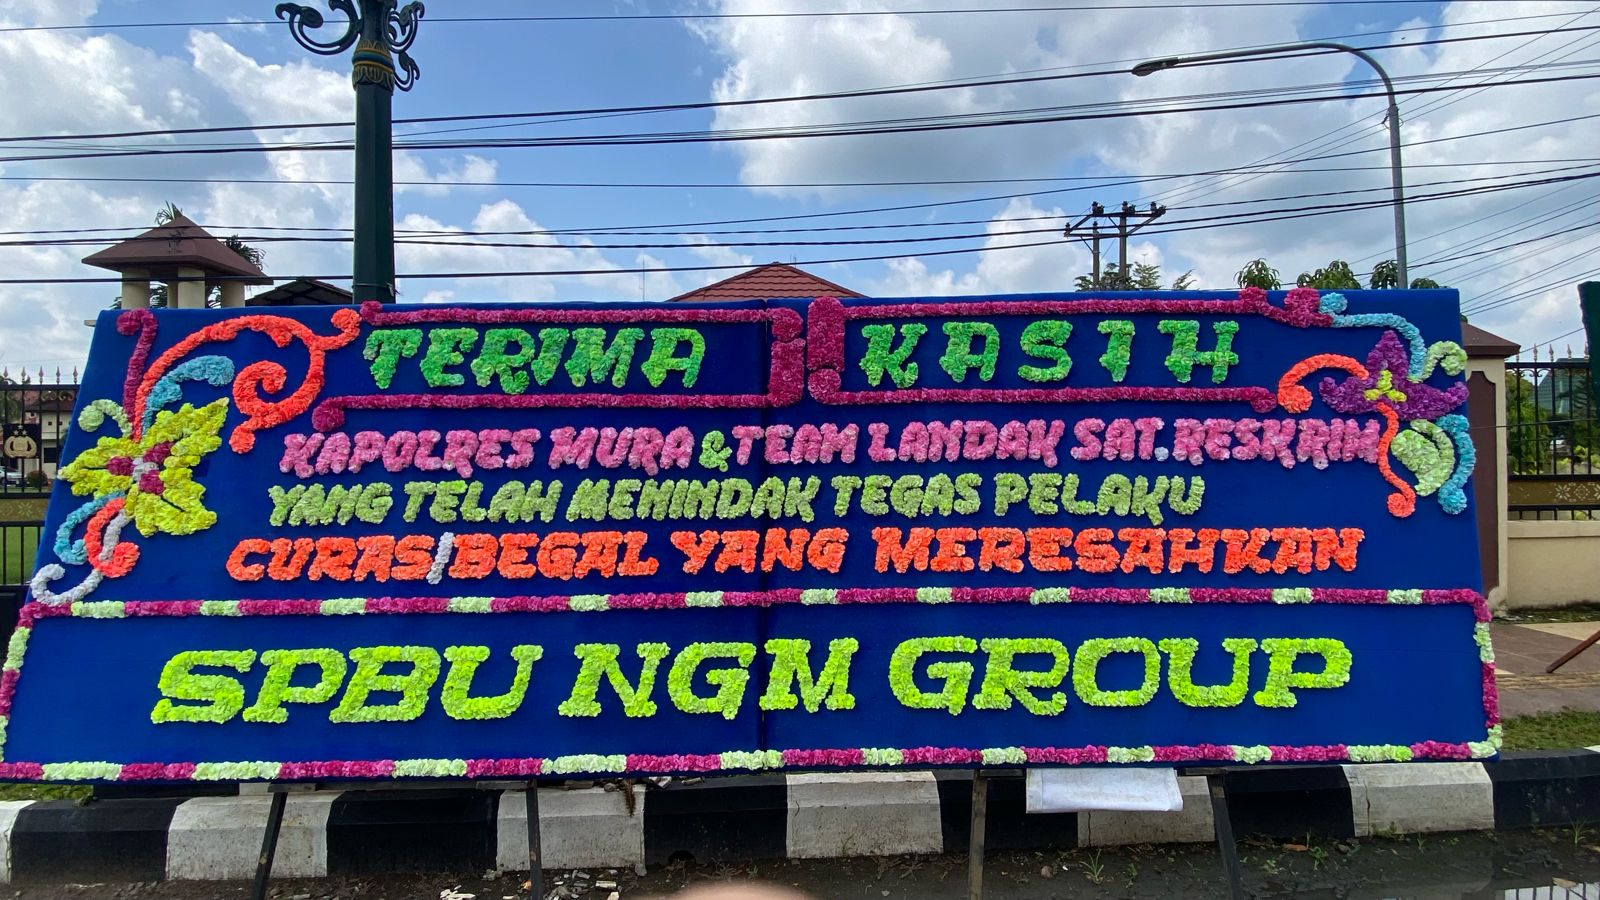 TERIMA KASIH
KAPOLRES MURA & TEAM LANDAK SAT.RESKRIM
YANG TELAH MENINDAK TEGAS PELAKU
CURAS/BEGAL YANG MERESAHKAN
SPBU NGM GROUP